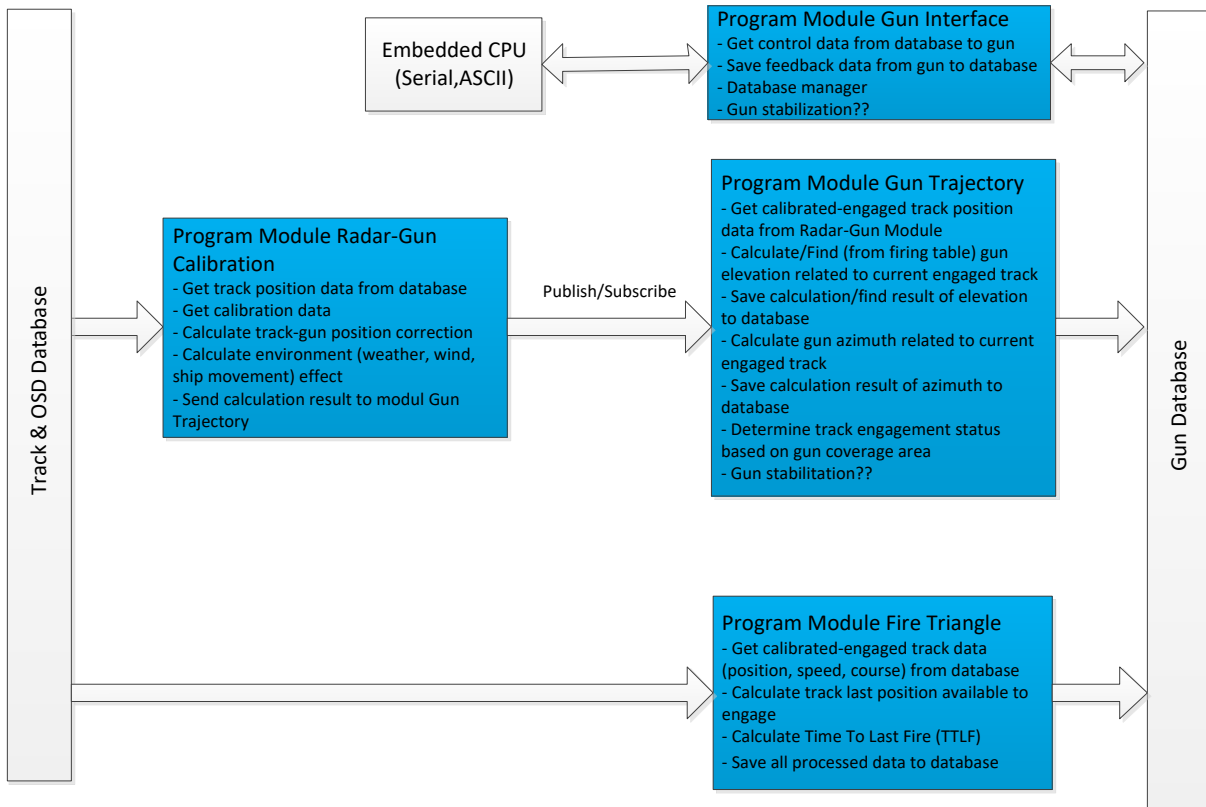 Track & OSD Database
Embedded CPU
(Serial,ASCII)
Program Module Gun Interface
- Get control data from database to gun
- Save feedback data from gun to database
- Database manager
- Gun stabilization??
Program Module Radar-Gun
Calibration
- Get track position data from database
- Get calibration data
- Calculate track-gun position correction
- Calculate environment (weather, wind,
ship movement) effect
- Send calculation result to modul Gun
Trajectory
Publish/Subscribe
Program Module Gun Trajectory
- Get calibrated-engaged track position
data from Radar-Gun Module
- Calculate/Find (from firing table) gun
elevation related to current engaged track
- Save calculation/find result of elevation
to database
- Calculate gun azimuth related to current
engaged track
- Save calculation result of azimuth to
database
- Determine track engagement status
based on gun coverage area
- Gun stabilitation??
Program Module Fire Triangle
- Get calibrated-engaged track data
(position, speed, course) from database
- Calculate track last position available to
engage
- Calculate Time To Last Fire (TTLF)
- Save all processed data to database
Gun Database